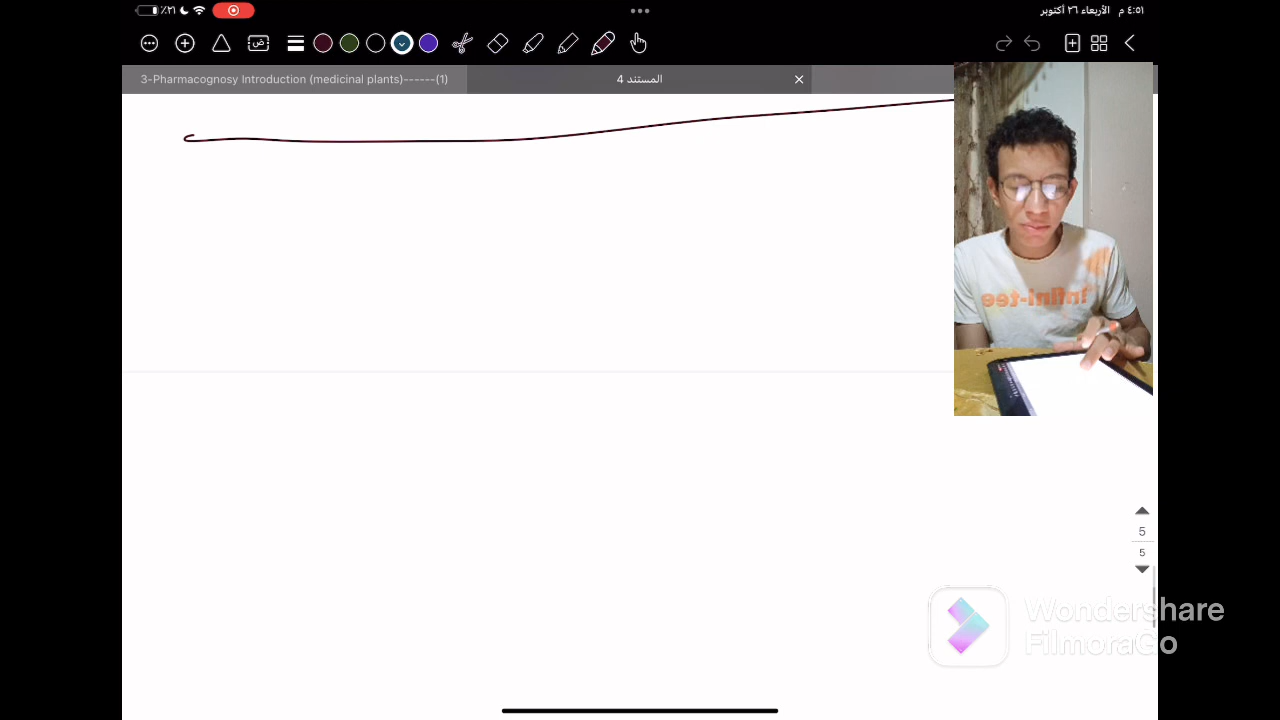 ٪٢١ الأربعاء ٢٦ أكتوبر ٤:٥١ م
ض
3-Pharmacognosy Introduction (medicinal plants)------(1)
المستند 4
Infini-tee
5
5
Wondershare
FilmoraGo